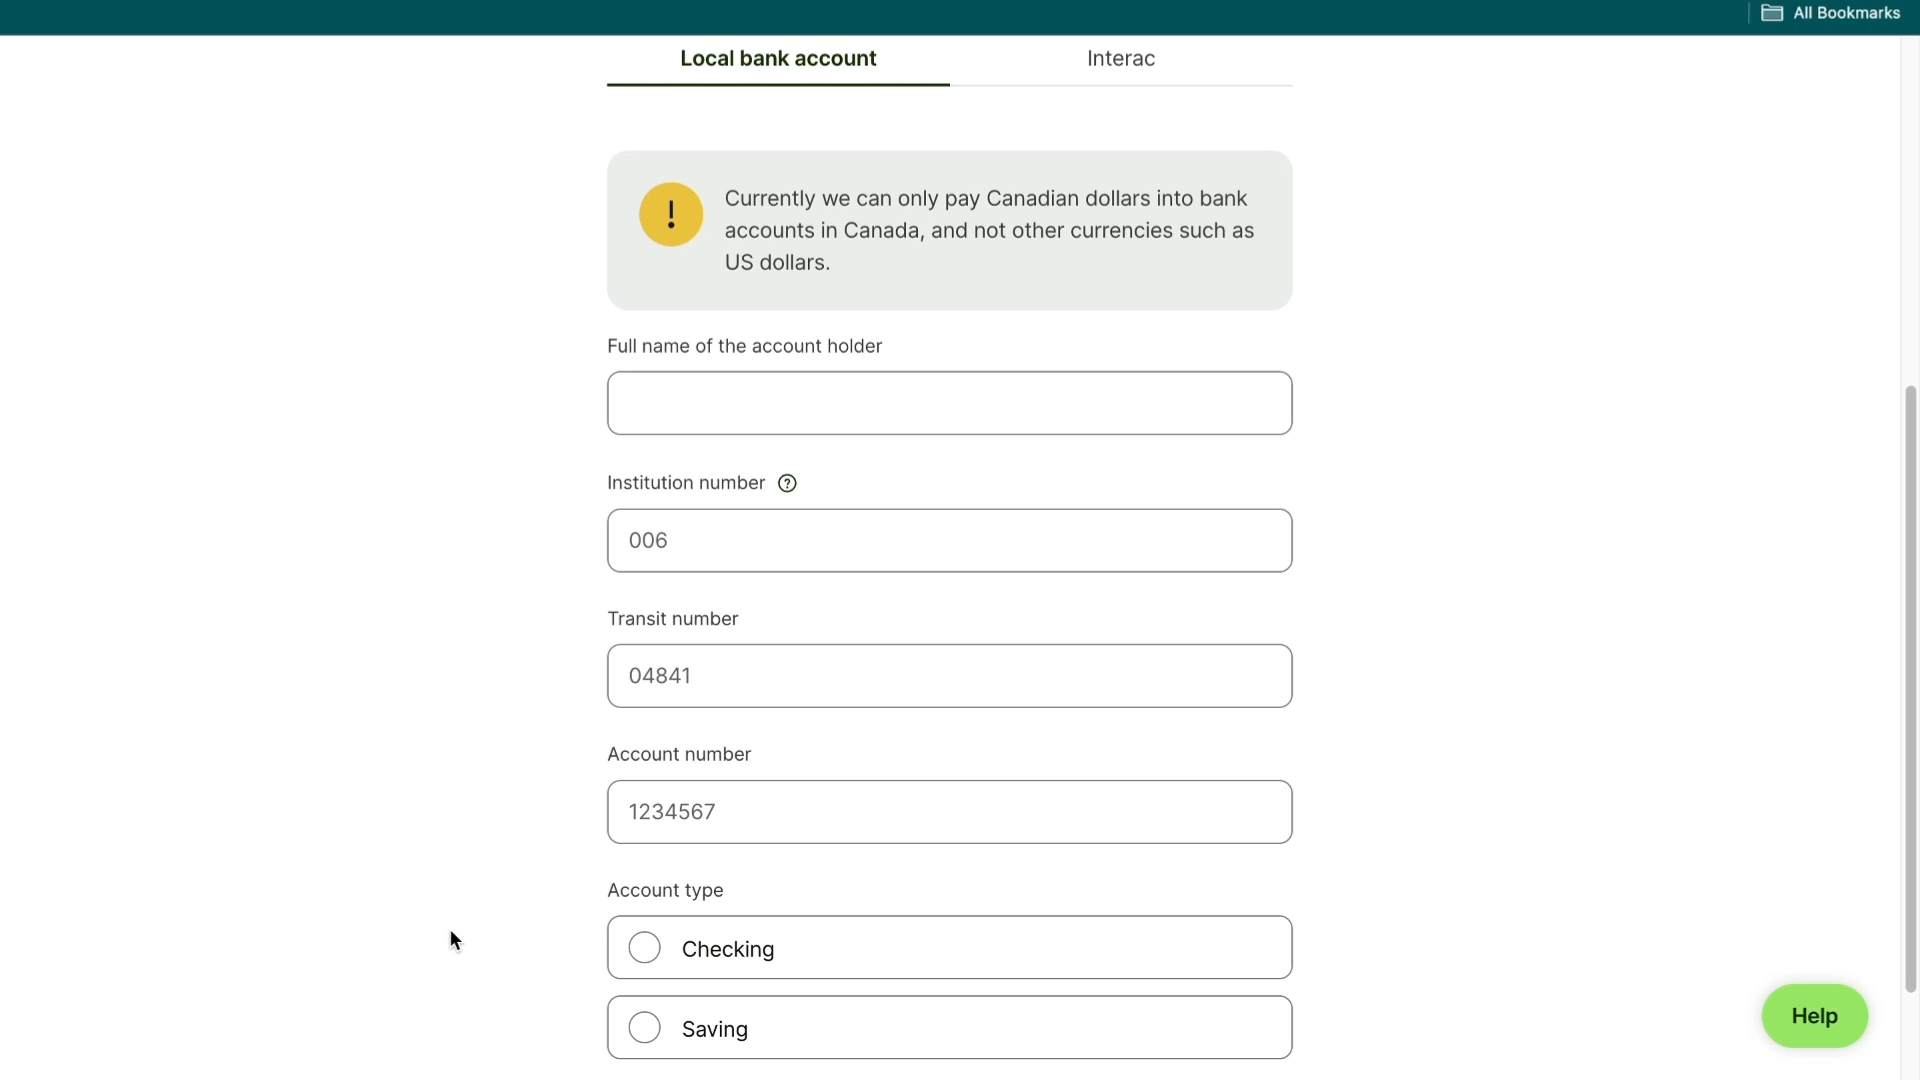 All Bookmarks
Local bank account
Interac
!
Currently we can only pay Canadian dollars into bank
accounts in Canada, and not other currencies such as
US dollars.
Full name of the account holder
Institution number ?
006
Transit number
04841
Account number
1234567
Account type
Checking
Saving
Help